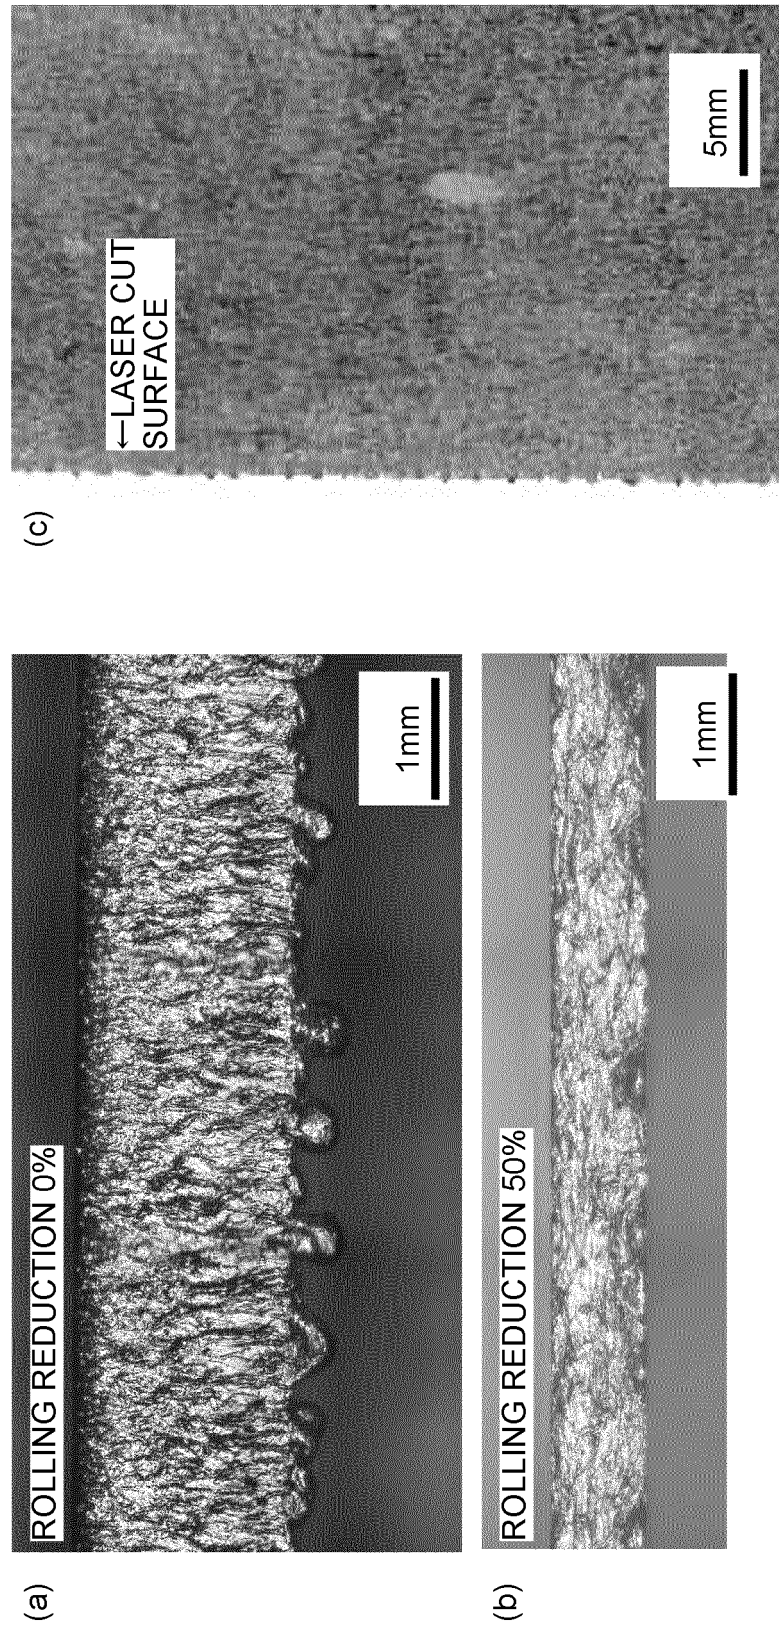 (a)
ROLLING REDUCTION 0%
1mm
(b)
ROLLING REDUCTION 50%
1mm
(c)
←LASER CUT
SURFACE
5mm